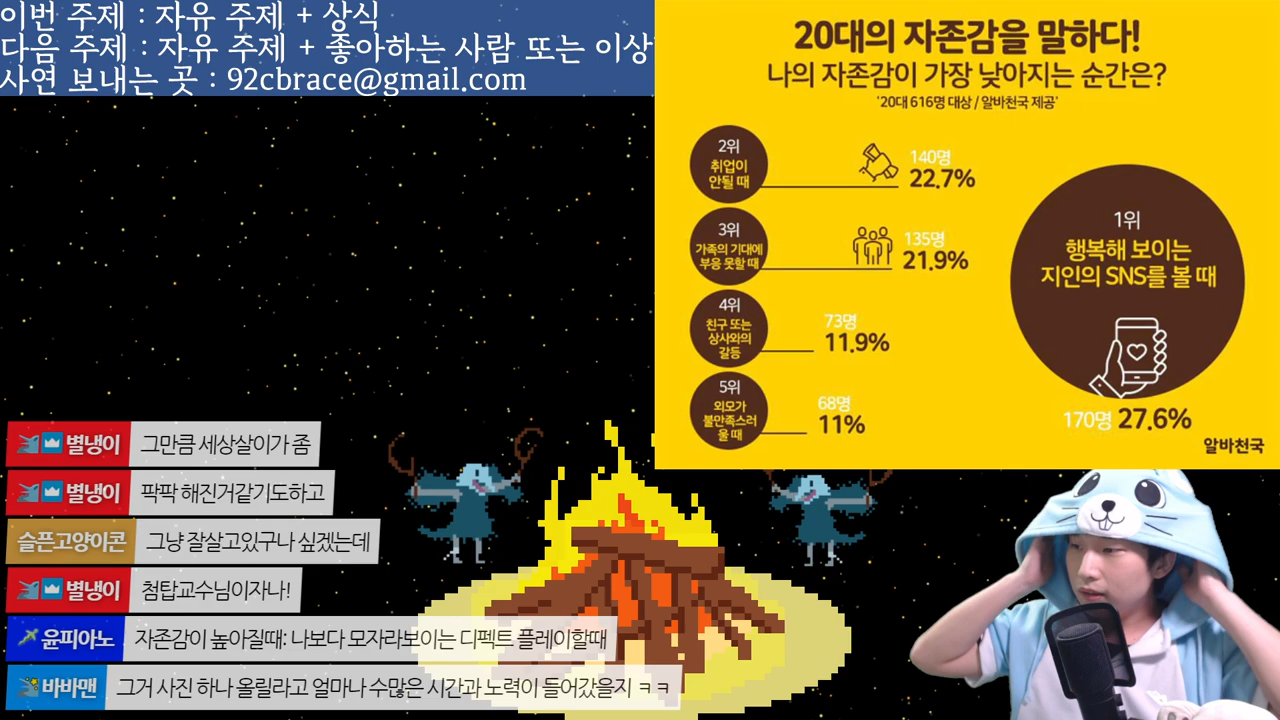 이번 주제 : 자유 주제 + 상식
다음 주제 : 자유 주제 + 좋아하는 사람 또는 이상
사연 보내는 곳 : 92cbrace@gmail.com
20대의 자존감을 말하다!
나의 자존감이 가장 낮아지는 순간은?
'20대 616명 대상 / 알바천국 제공'
2위
취업이
안될 때
140명
22.7%
3위
가족의 기대에
부응 못할 때
135명
21.9%
4위
친구 또는
상사와의
갈등
73명
11.9%
5위
외모가
불만족스러
울 때
68명
11%
1위
행복해 보이는
지인의 SNS를 볼 때
170명 27.6%
알바천국
별냉이 그만큼 세상살이가 좀
별냉이 팍팍 해진거같기도하고
슬픈고양이콘 그냥 잘살고있구나 싶겠는데
별냉이 첨탑교수님이자나!
윤피아노 자존감이 높아질때: 나보다 모자라보이는 디펙트 플레이할때
바바맨 그거 사진 하나 올릴라고 얼마나 수많은 시간과 노력이 들어갔을지 ㅋㅋ